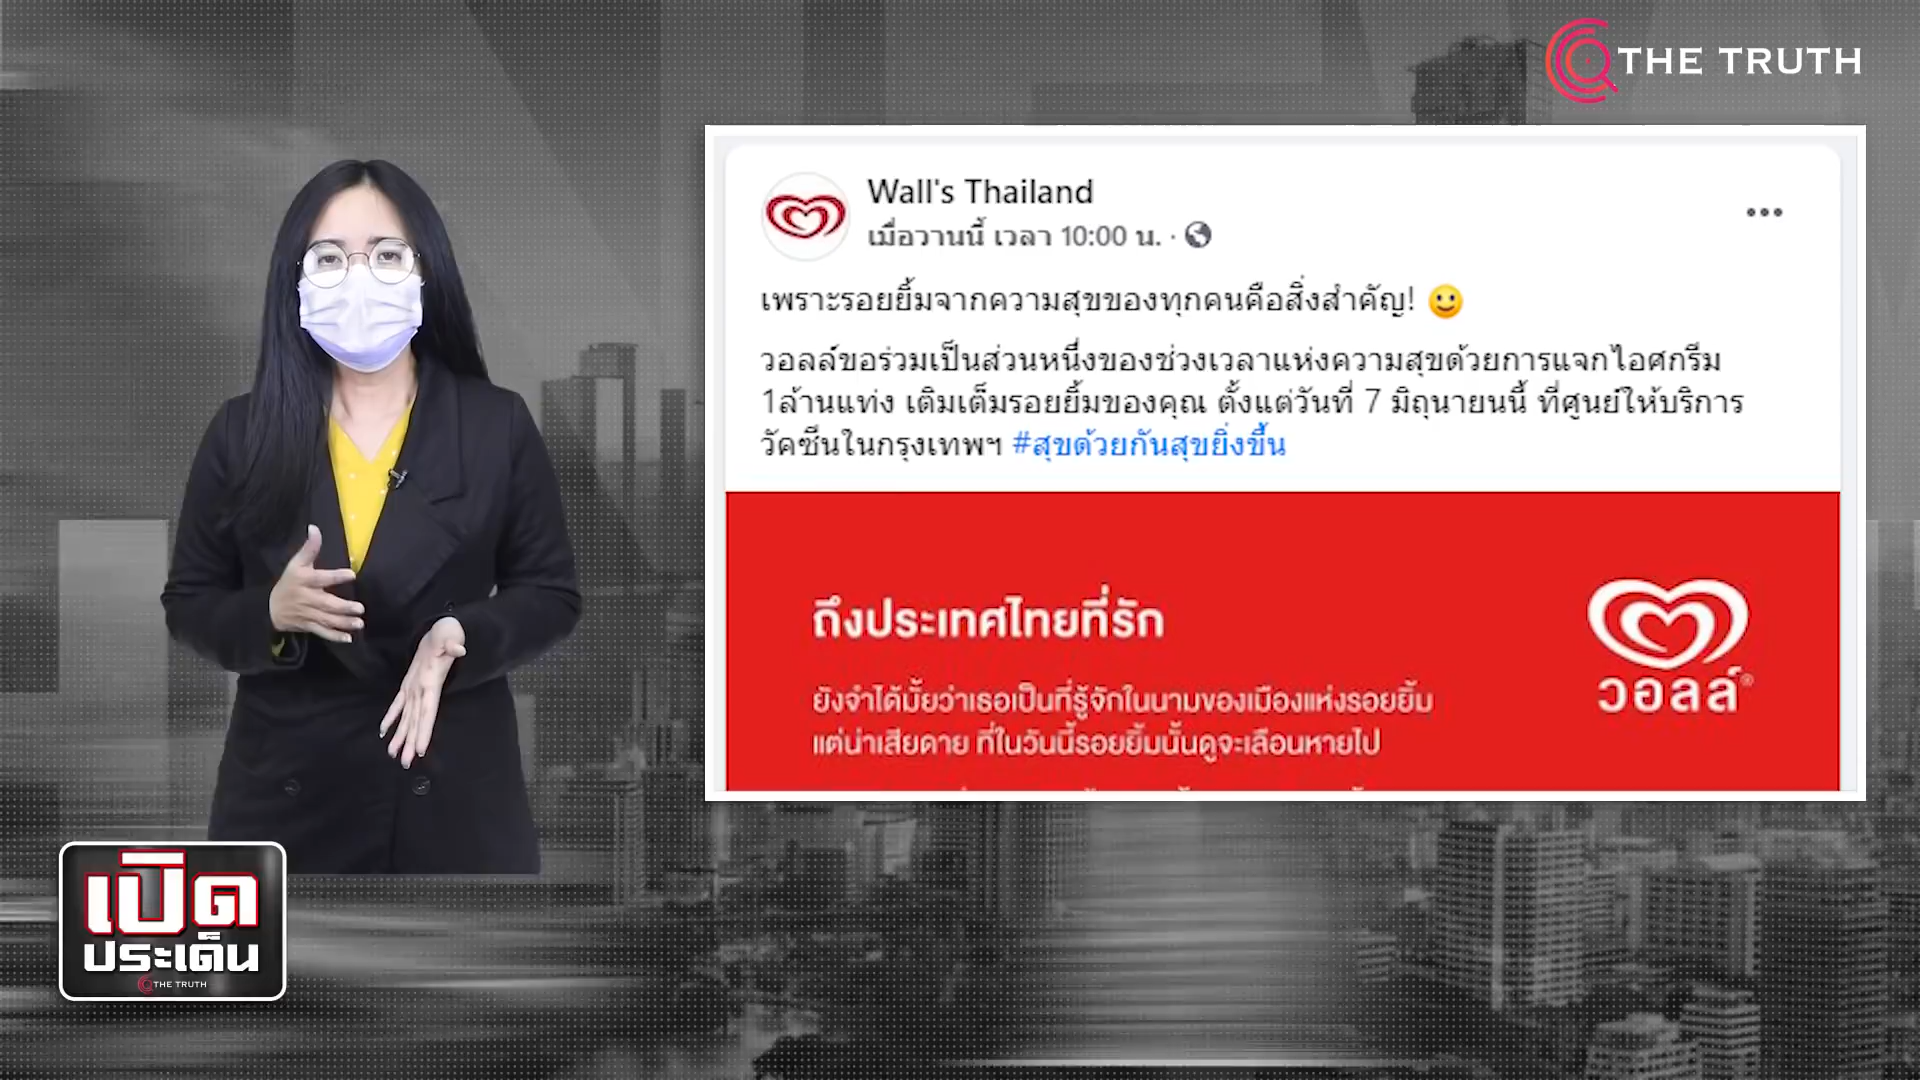 THE TRUTH
Wall's Thailand
เมื่อวานนี้ เวลา 10:00 น. ·
เพราะรอยยิ้มจากความสุขของทุกคนคือสิ่งสำคัญ! 🙂
วอลล์ขอร่วมเป็นส่วนหนึ่งของช่วงเวลาแห่งความสุขด้วยการแจกไอศกรีม
1ล้านแท่ง เติมเต็มรอยยิ้มของคุณ ตั้งแต่วันที่ 7 มิถุนายนนี้ ที่ศูนย์ให้บริการ
วัคซีนในกรุงเทพฯ #สุขด้วยกันสุขยิ่งขึ้น
ถึงประเทศไทยที่รัก
วอลล์®
ยังจำได้มั้ยว่าเธอเป็นที่รู้จักในนามของเมืองแห่งรอยยิ้ม
แต่น่าเสียดาย ที่ในวันนี้รอยยิ้มนั้นดูจะเลือนหายไป
เปิด
ประเด็น
THE TRUTH